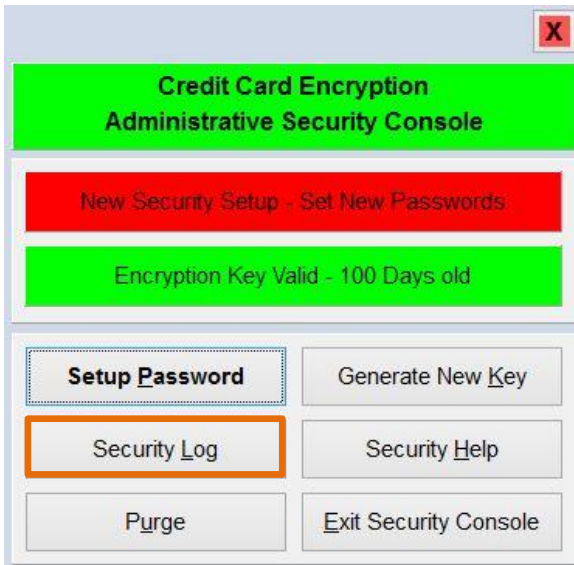 X
Credit Card Encryption
Administrative Security Console
New Security Setup - Set New Passwords
Encryption Key Valid - 100 Days old
Setup Password
Generate New Key
Security Log
Security Help
Purge
Exit Security Console